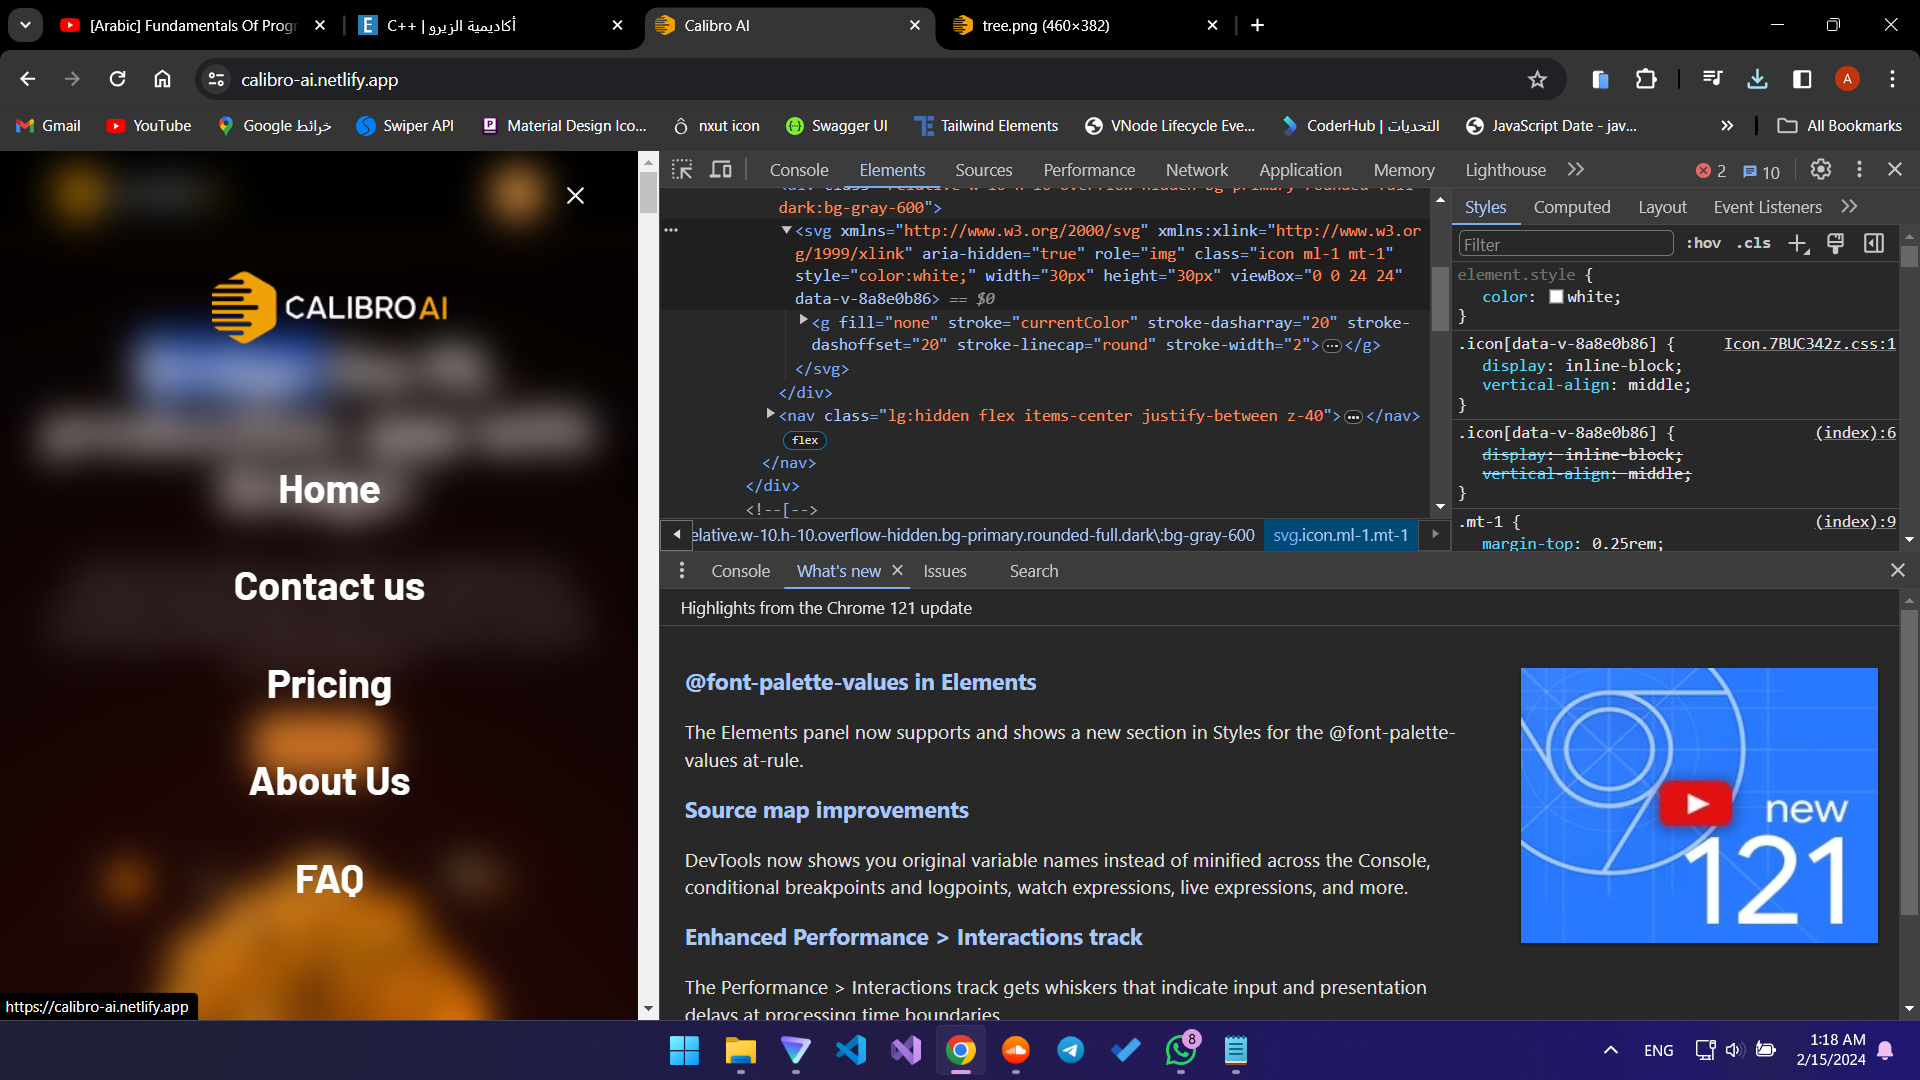 [Arabic] Fundamentals Of Progr
C++ | أكاديمية الزيرو
Calibro AI
tree.png (460×382)
calibro-ai.netlify.app
Gmail
YouTube
Google خرائط
Swiper API
Material Design Ico...
nxut icon
Swagger UI
Tailwind Elements
VNode Lifecycle Eve...
CoderHub | التحديات
JavaScript Date - jav...
All Bookmarks
CALIBRO AI
Home
Contact us
Pricing
About Us
FAQ
https://calibro-ai.netlify.app
Console
Elements
Sources
Performance
Network
Application
Memory
Lighthouse
2
10
dark:bg-gray-600">
<svg xmlns="http://www.w3.org/2000/svg" xmlns:xlink="http://www.w3.or
g/1999/xlink" aria-hidden="true" role="img" class="icon ml-1 mt-1"
style="color:white;" width="30px" height="30px" viewBox="0 0 24 24"
data-v-8a8e0b86> == $0
<g fill="none" stroke="currentColor" stroke-dasharray="20" stroke-
dashoffset="20" stroke-linecap="round" stroke-width="2">…</g>
</svg>
</div>
<nav class="lg:hidden flex items-center justify-between z-40">…</nav>
flex
</nav>
</div>
<!--[-->
elative.w-10.h-10.overflow-hidden.bg-primary.rounded-full.dark\:bg-gray-600
svg.icon.ml-1.mt-1
Styles
Computed
Layout
Event Listeners
Filter
:hov
.cls
element.style {
color: white;
}
.icon[data-v-8a8e0b86] {
Icon.7BUC342z.css:1
display: inline-block;
vertical-align: middle;
}
.icon[data-v-8a8e0b86] {
(index):6
display: inline-block;
vertical-align: middle;
}
.mt-1 {
(index):9
margin-top: 0.25rem;
Console
What's new
Issues
Search
Highlights from the Chrome 121 update
@font-palette-values in Elements
The Elements panel now supports and shows a new section in Styles for the @font-palette-
values at-rule.
Source map improvements
DevTools now shows you original variable names instead of minified across the Console,
conditional breakpoints and logpoints, watch expressions, live expressions, and more.
Enhanced Performance > Interactions track
The Performance > Interactions track gets whiskers that indicate input and presentation
delays at processing time boundaries
new
121
8
ENG
1:18 AM
2/15/2024